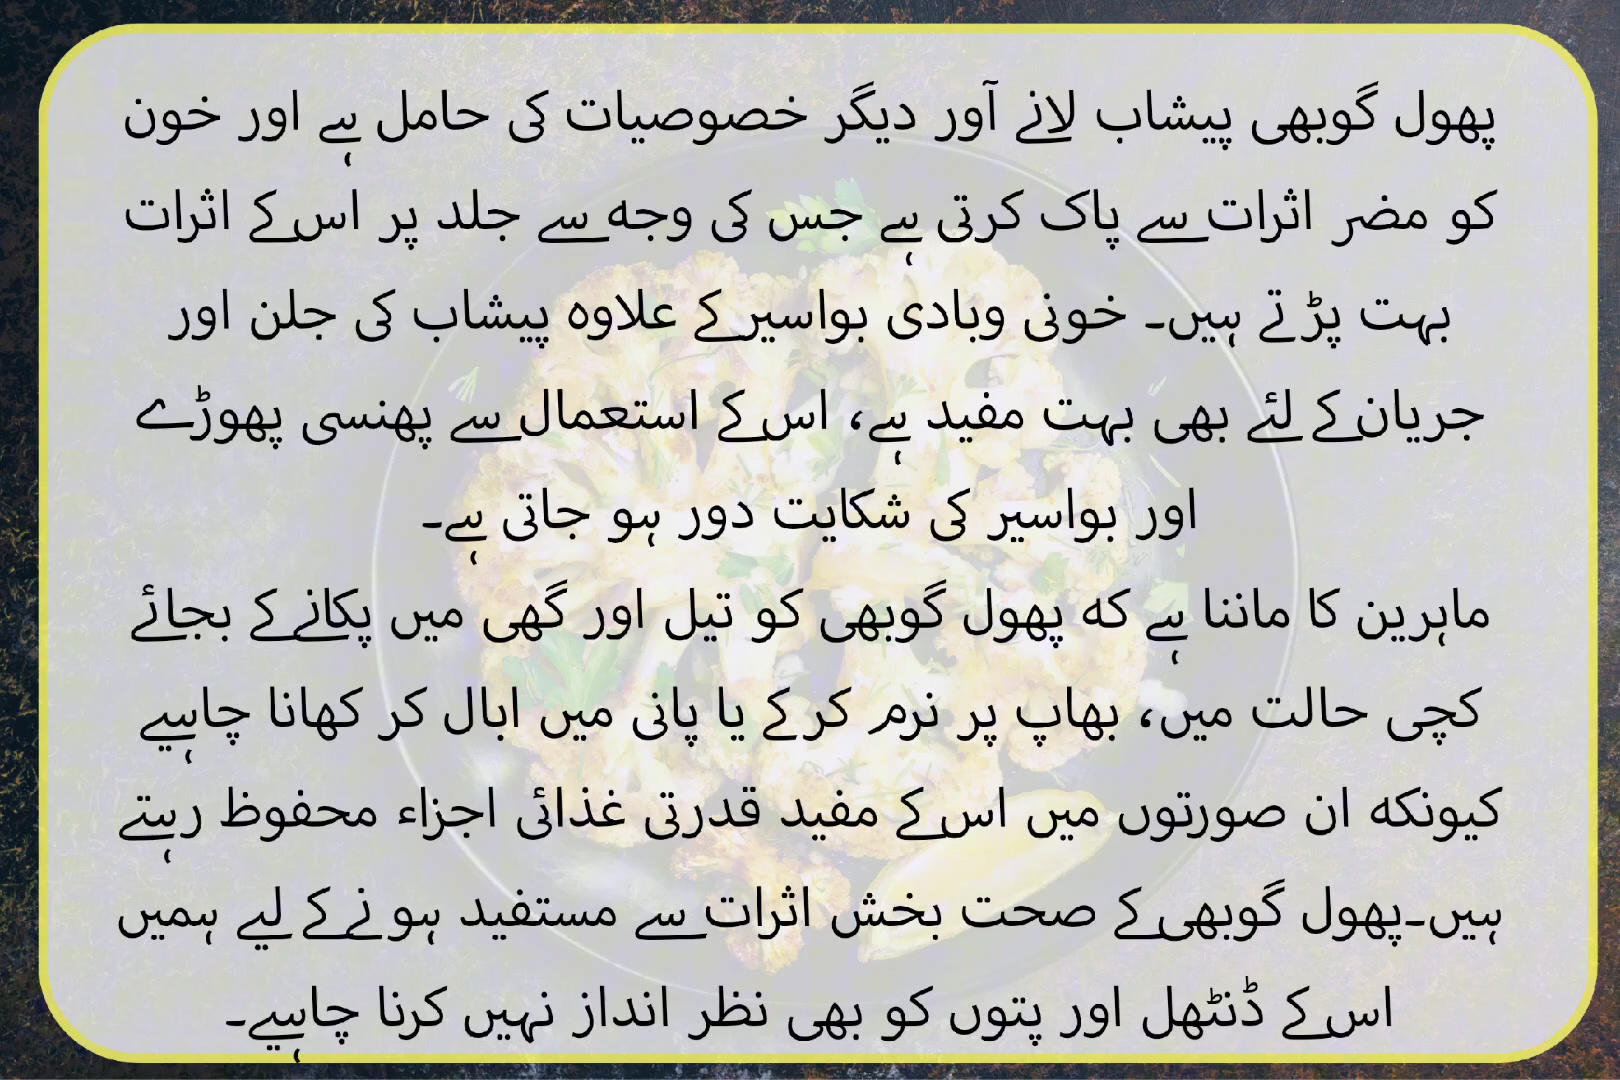 پھول گوبھی پیشاب لانے آور دیگر خصوصیات کی حامل ہے اور خون
کو مضر اثرات سے پاک کرتی ہے جس کی وجہ سے جلد پر اس کے اثرات
بہت پڑتے ہیں۔ خونی وبادی بواسیر کے علاوہ پیشاب کی جلن اور
جریان کے لئے بھی بہت مفید ہے، اس کے استعمال سے پھنسی پھوڑے
اور بواسیر کی شکایت دور ہو جاتی ہے۔
ماہرین کا ماننا ہے کہ پھول گوبھی کو تیل اور گھی میں پکانے کے بجائے
کچی حالت میں، بھاپ پر نرم کر کے یا پانی میں ابال کر کھانا چاہیے
کیونکہ ان صورتوں میں اس کے مفید قدرتی غذائی اجزاء محفوظ رہتے
ہیں۔پھول گوبھی کے صحت بخش اثرات سے مستفید ہونے کے لیے ہمیں
اس کے ڈنٹھل اور پتوں کو بھی نظر انداز نہیں کرنا چاہیے۔